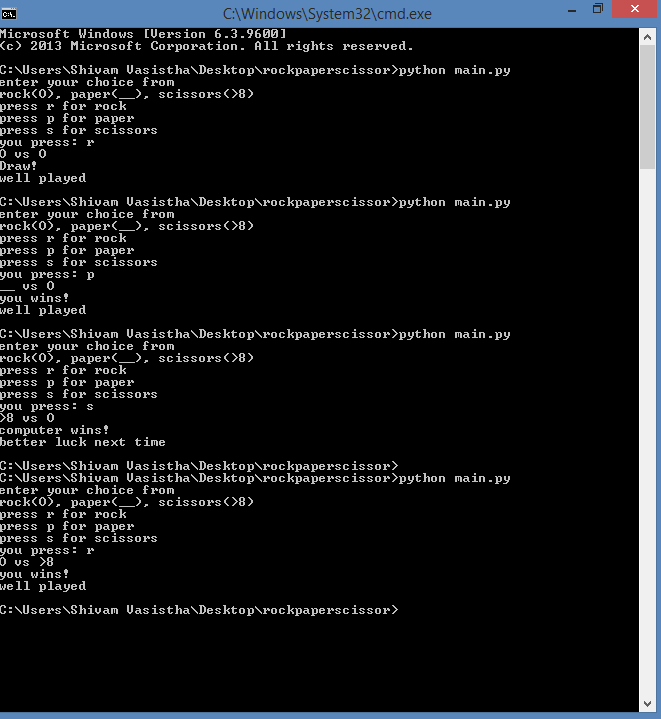 C:\Windows\System32\cmd.exe
Microsoft Windows [Version 6.3.9600]
(c) 2013 Microsoft Corporation. All rights reserved.
C:\Users\Shivam Vasistha\Desktop\rockpaperscissor>python main.py
enter your choice from
rock(O), paper(__), scissors(>8)
press r for rock
press p for paper
press s for scissors
you press: r
O vs O
Draw!
well played
C:\Users\Shivam Vasistha\Desktop\rockpaperscissor>python main.py
enter your choice from
rock(O), paper(__), scissors(>8)
press r for rock
press p for paper
press s for scissors
you press: p
__ vs O
you wins!
well played
C:\Users\Shivam Vasistha\Desktop\rockpaperscissor>python main.py
enter your choice from
rock(O), paper(__), scissors(>8)
press r for rock
press p for paper
press s for scissors
you press: s
>8 vs O
computer wins!
better luck next time
C:\Users\Shivam Vasistha\Desktop\rockpaperscissor>
C:\Users\Shivam Vasistha\Desktop\rockpaperscissor>python main.py
enter your choice from
rock(O), paper(__), scissors(>8)
press r for rock
press p for paper
press s for scissors
you press: r
O vs >8
you wins!
well played
C:\Users\Shivam Vasistha\Desktop\rockpaperscissor>